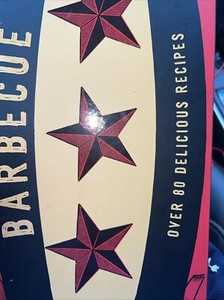 BARBECUE
OVER 80 DELICIOUS RECIPES